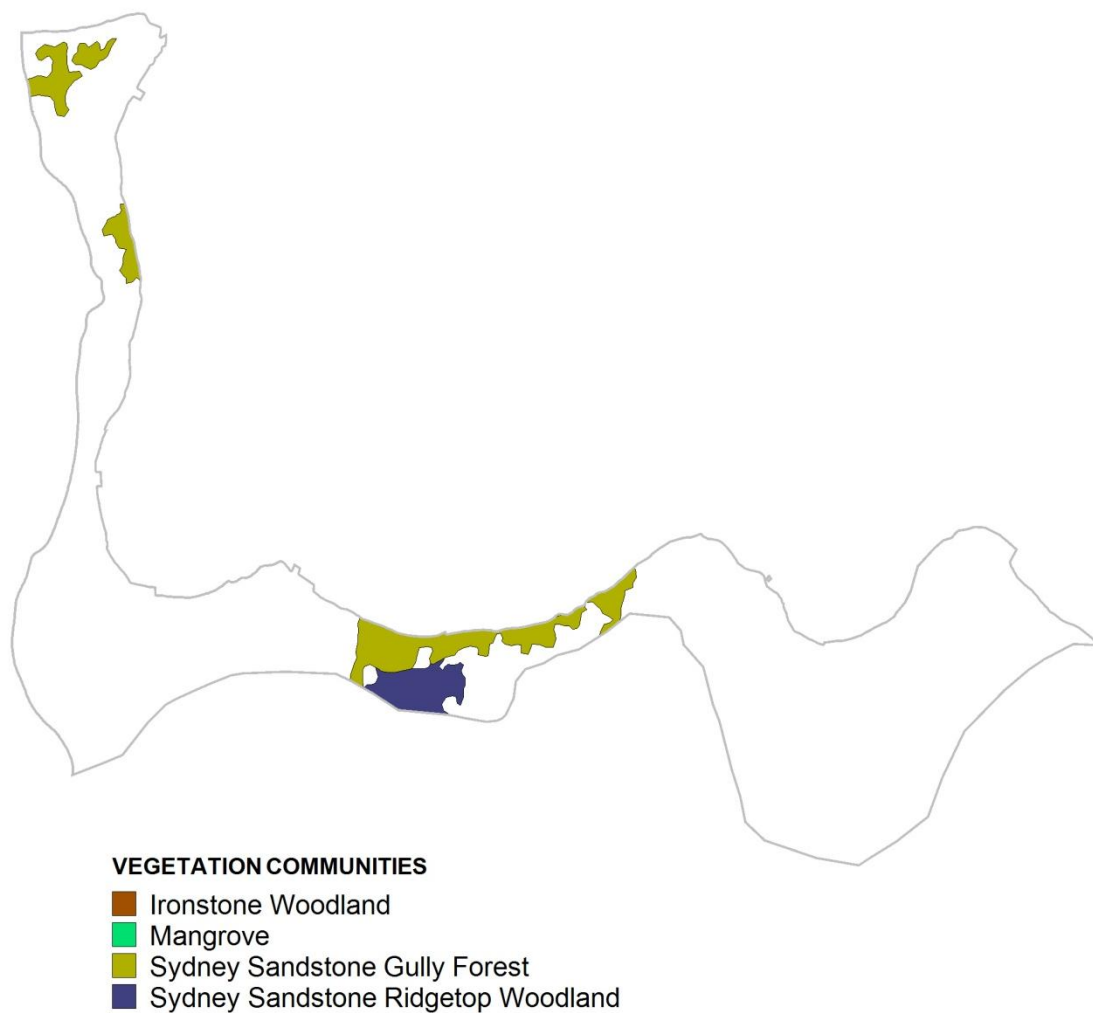 VEGETATION COMMUNITIES
Ironstone Woodland
Mangrove
Sydney Sandstone Gully Forest
Sydney Sandstone Ridgetop Woodland